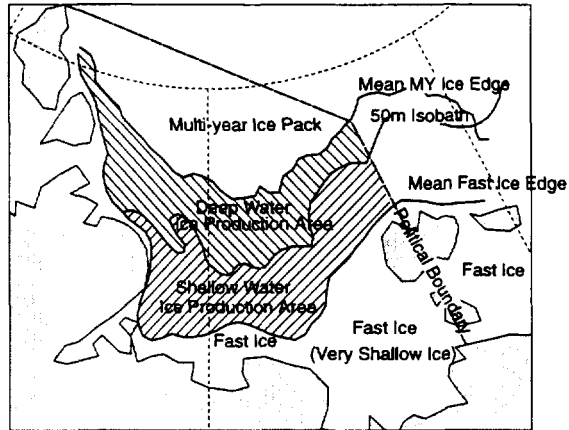 Mean MY Ice Edge
50m Isobath
Multi-year Ice Pack
Mean Fast Ice Edge
Deep Water
Ice Production Area
Political Boundary
Fast Ice
Shallow Water
Ice Production Area
Fast Ice
Fast Ice
(Very Shallow Ice)